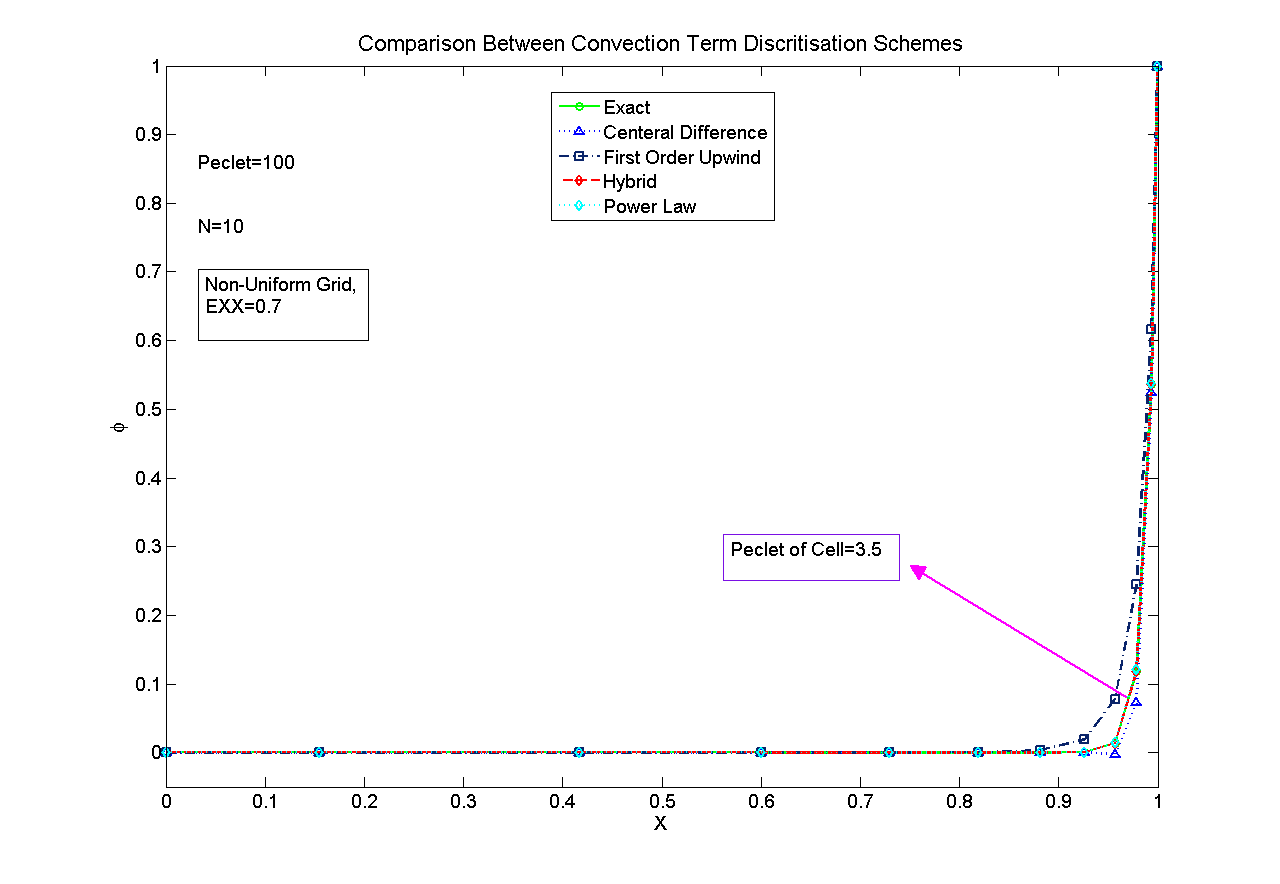 Comparison Between Convection Term Discritisation Schemes
1
0.9
0.8
0.7
0.6
0.5
0.4
0.3
0.2
0.1
0
ϕ
Peclet=100
N=10
Non-Uniform Grid,
EXX=0.7
Exact
Centeral Difference
First Order Upwind
Hybrid
Power Law
Peclet of Cell=3.5
0 0.1 0.2 0.3 0.4 0.5 0.6 0.7 0.8 0.9 1
X